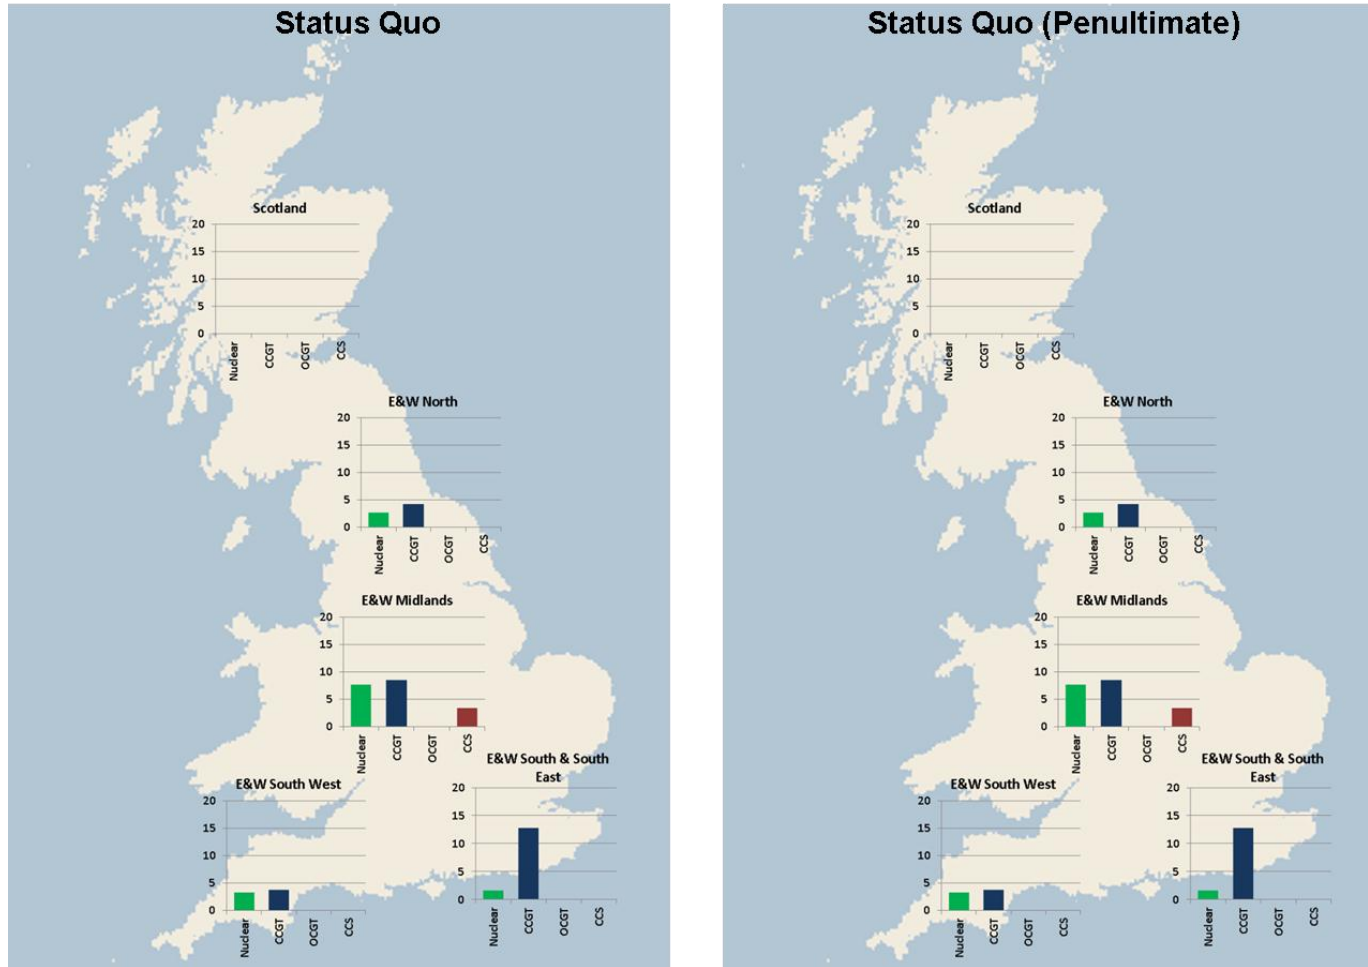 Status Quo
Scotland
20
15
10
5
0
Nuclear
CCGT
OCGT
CCS
E&W North
20
15
10
5
0
Nuclear
CCGT
OCGT
CCS
E&W Midlands
20
15
10
5
0
Nuclear
CCGT
OCGT
CCS
E&W South West
20
15
10
5
0
Nuclear
CCGT
OCGT
CCS
E&W South & South
East
20
15
10
5
0
Nuclear
CCGT
OCGT
CCS
Status Quo (Penultimate)
Scotland
20
15
10
5
0
Nuclear
CCGT
OCGT
CCS
E&W North
20
15
10
5
0
Nuclear
CCGT
OCGT
CCS
E&W Midlands
20
15
10
5
0
Nuclear
CCGT
OCGT
CCS
E&W South West
20
15
10
5
0
Nuclear
CCGT
OCGT
CCS
E&W South & South
East
20
15
10
5
0
Nuclear
CCGT
OCGT
CCS